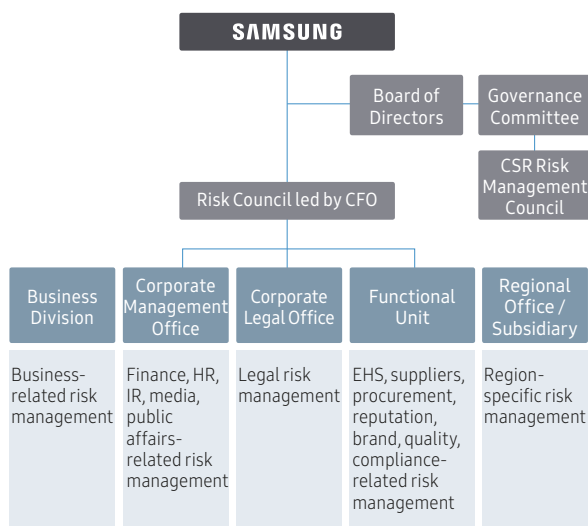 SAMSUNG
Board of
Directors
Governance
Committee
CSR Risk
Management
Council
Risk Council led by CFO
Business
Division
Corporate
Management
Office
Corporate
Legal Office
Functional
Unit
Regional
Office /
Subsidiary
Business-
related risk
management
Finance, HR,
IR, media,
public
affairs-
related risk
management
Legal risk
management
EHS, suppliers,
procurement,
reputation,
brand, quality,
compliance-
related risk
management
Region-
specific risk
management